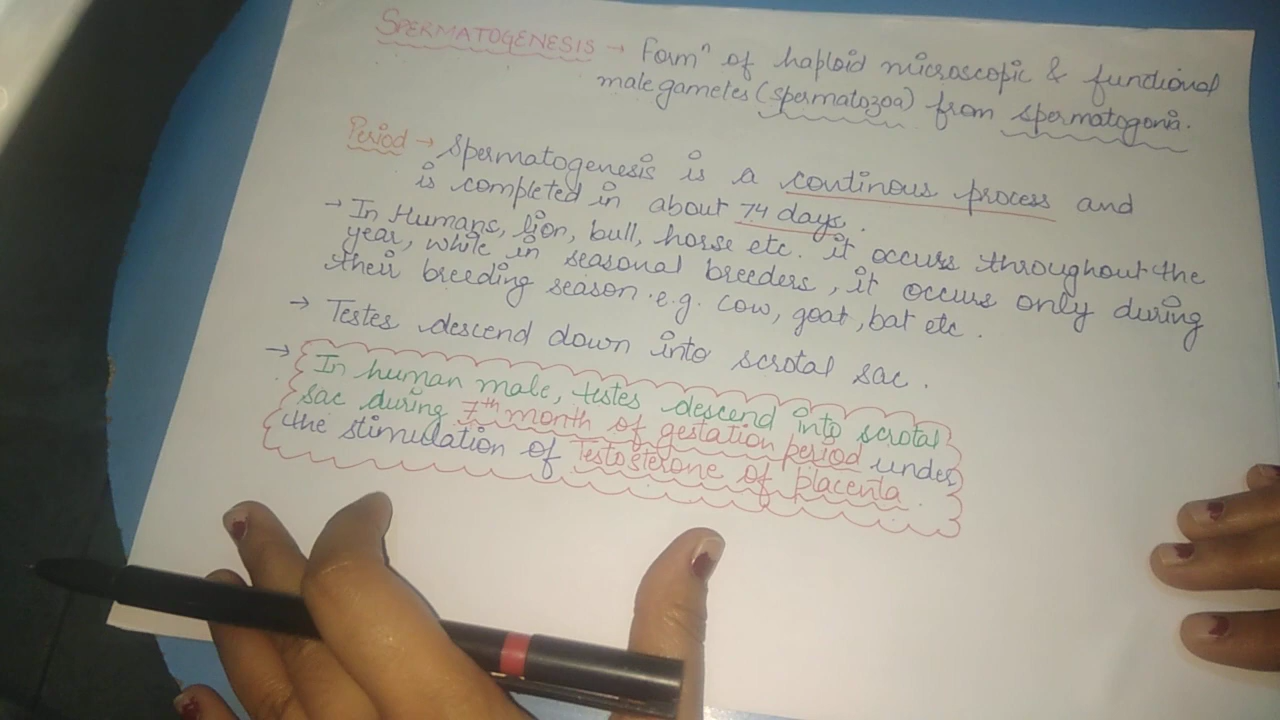 SPERMATOGENESIS → Formⁿ of haploid microscopic & functional
male gametes (spermatozoa) from spermatogonia.
Period → Spermatogenesis is a continous process and
is completed in about 74 days.
→ In Humans, lion, bull, horse etc. it occurs throughout the
year, while in seasonal breeders, it occurs only during
their breeding season. e.g. cow, goat, bat etc.
→ Testes descend down into scrotal sac.
→ In human male, testes descend into scrotal
sac during 7th month of gestation period under
the stimulation of Testosterone of placenta.